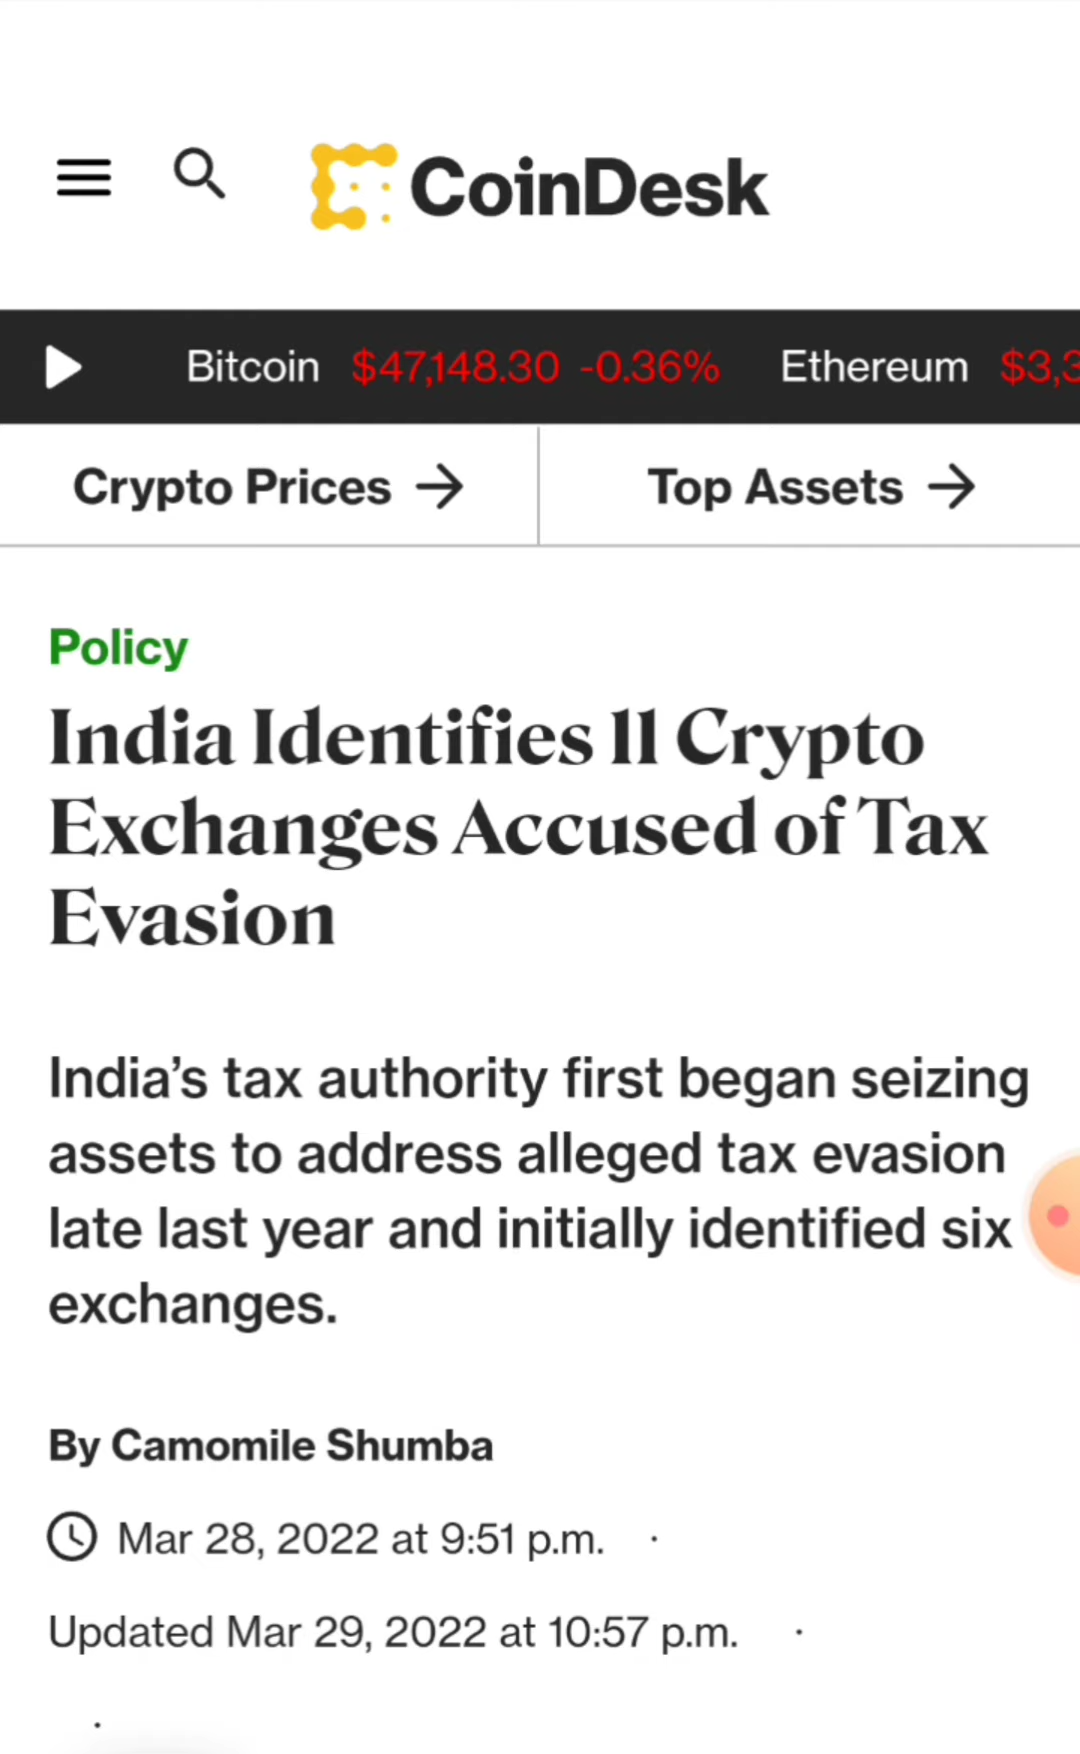 CoinDesk
Bitcoin $47,148.30 -0.36% Ethereum $3,3
Crypto Prices → Top Assets →
Policy
India Identifies 11 Crypto
Exchanges Accused of Tax
Evasion
India’s tax authority first began seizing
assets to address alleged tax evasion
late last year and initially identified six
exchanges.
By Camomile Shumba
Mar 28, 2022 at 9:51 p.m. ·
Updated Mar 29, 2022 at 10:57 p.m. ·